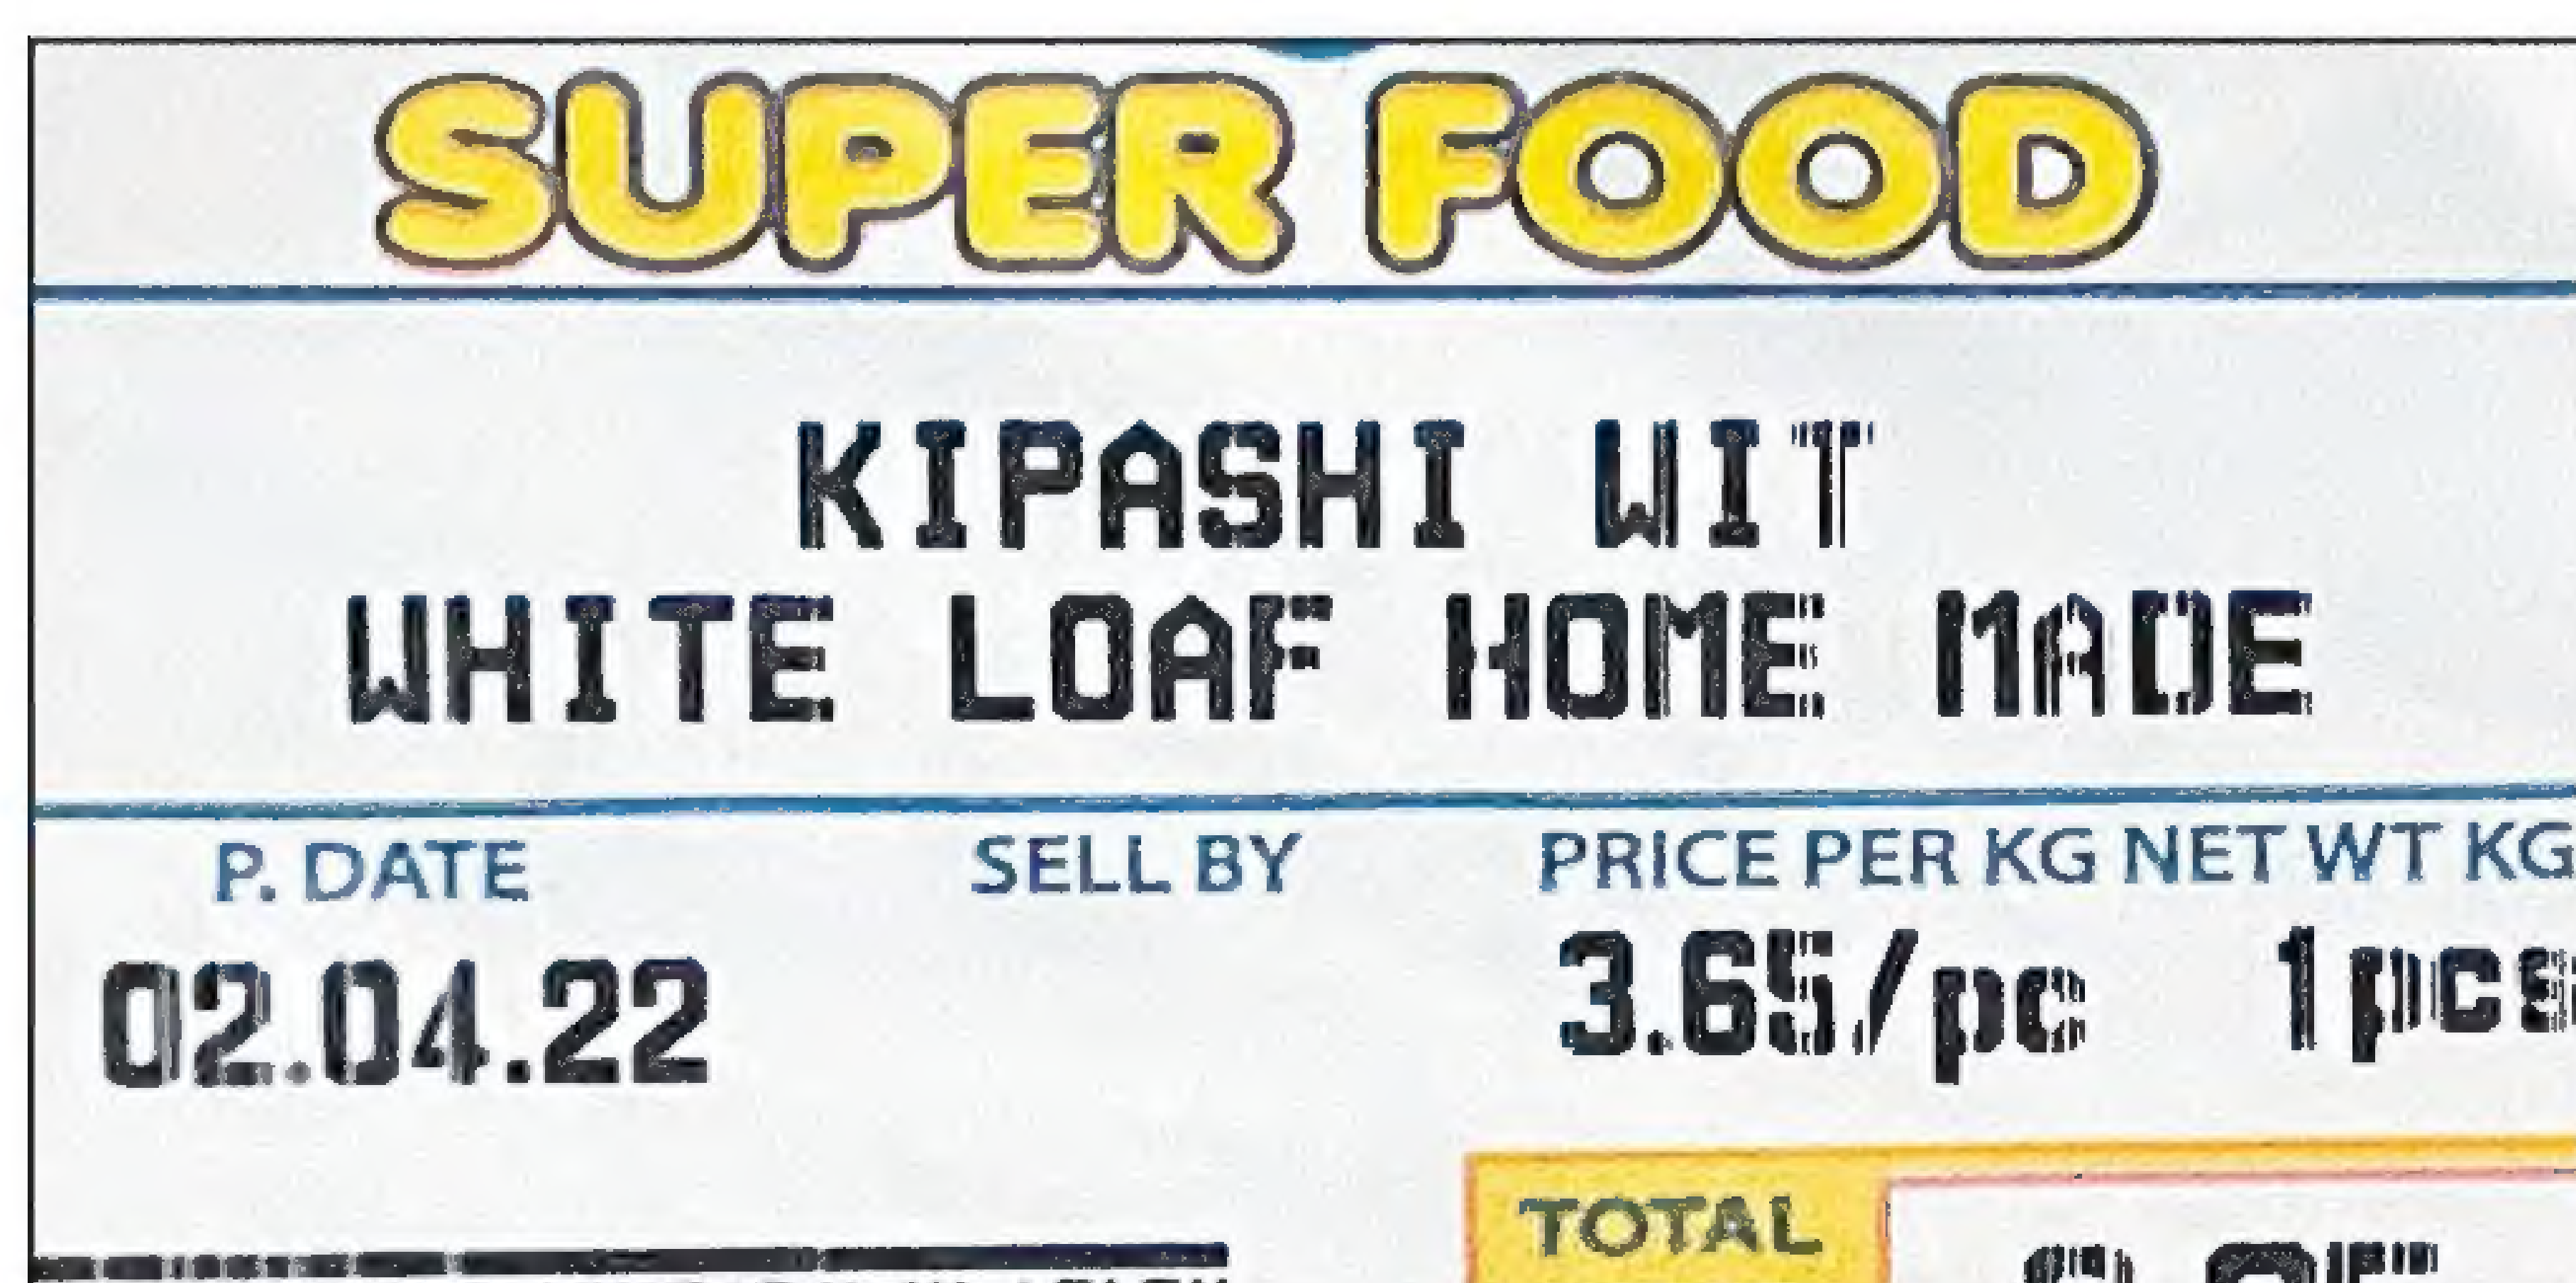 SUPER FOOD
KIPASHI WIT
WHITE LOAF HOME MADE
P. DATE SELL BY PRICE PER KG NET WT KG
02.04.22 3.65/pc 1pcs
TOTAL